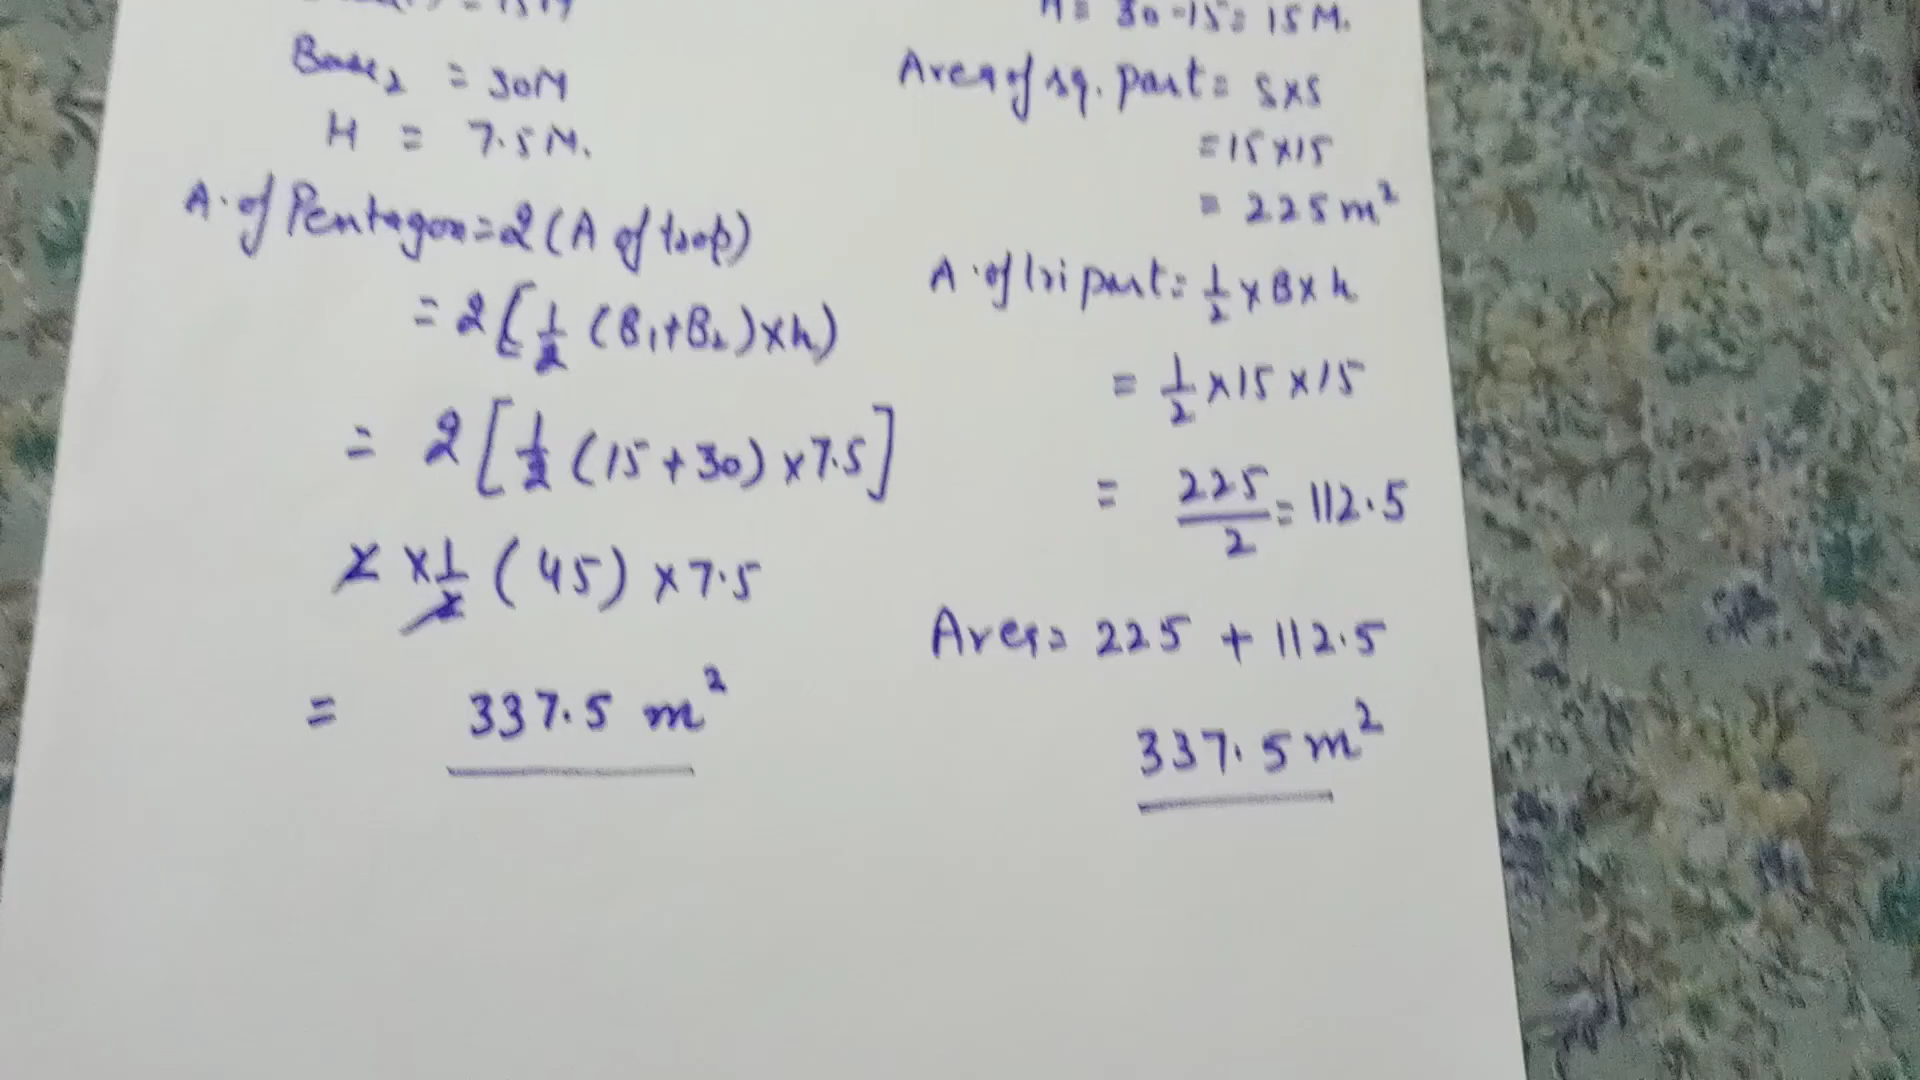 Base₂ = 30M
H = 7.5 M.
A. of Pentagon = 2 (A of trap)
= 2 [ 1/2 (B₁+B₂) × h)
= 2 [ 1/2 (15 + 30) × 7.5 ]
2 × 1/2 ( 45 ) × 7.5
= 337.5 m²
H = 30 - 15 = 15 M.
Area of sq. part = S×S
= 15 × 15
= 225 m²
A. of tri part = 1/2 × B × h
= 1/2 × 15 × 15
= 225/2 = 112.5
Area = 225 + 112.5
337.5 m²